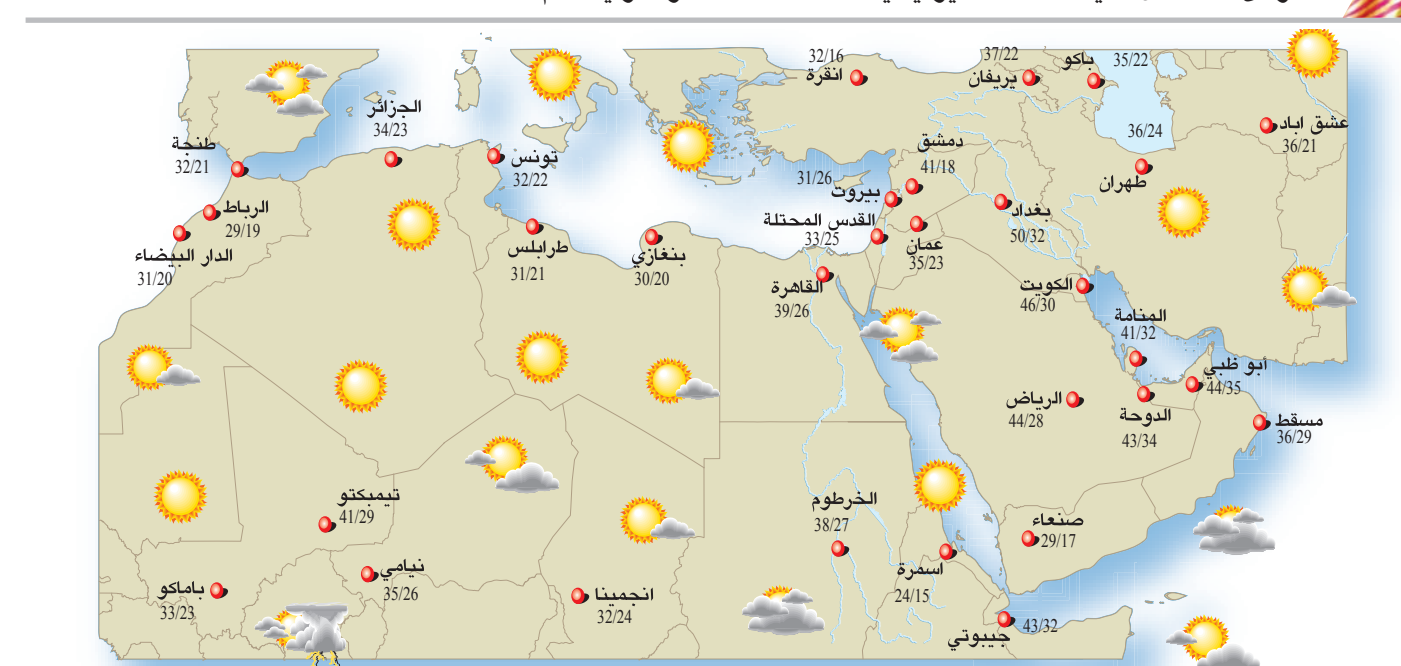 32/16
انقرة
37/22
يريفان
باكو
35/22
36/24
عشق اباد
36/21
الجزائر
34/23
طنجة
32/21
تونس
32/22
دمشق
41/18
31/26
بيروت
طهران
الرباط
29/19
القدس المحتلة
33/25
بغداد
50/32
الدار البيضاء
31/20
طرابلس
31/21
بنغازي
30/20
عمان
35/23
القاهرة
39/26
الكويت
46/30
المنامة
41/32
أبو ظبي
44/35
الرياض
44/28
الدوحة
43/34
مسقط
36/29
تيمبكتو
41/29
الخرطوم
38/27
صنعاء
29/17
نيامي
35/26
اسمرة
24/15
باماكو
33/23
انجمينا
32/24
43/32
جيبوتي